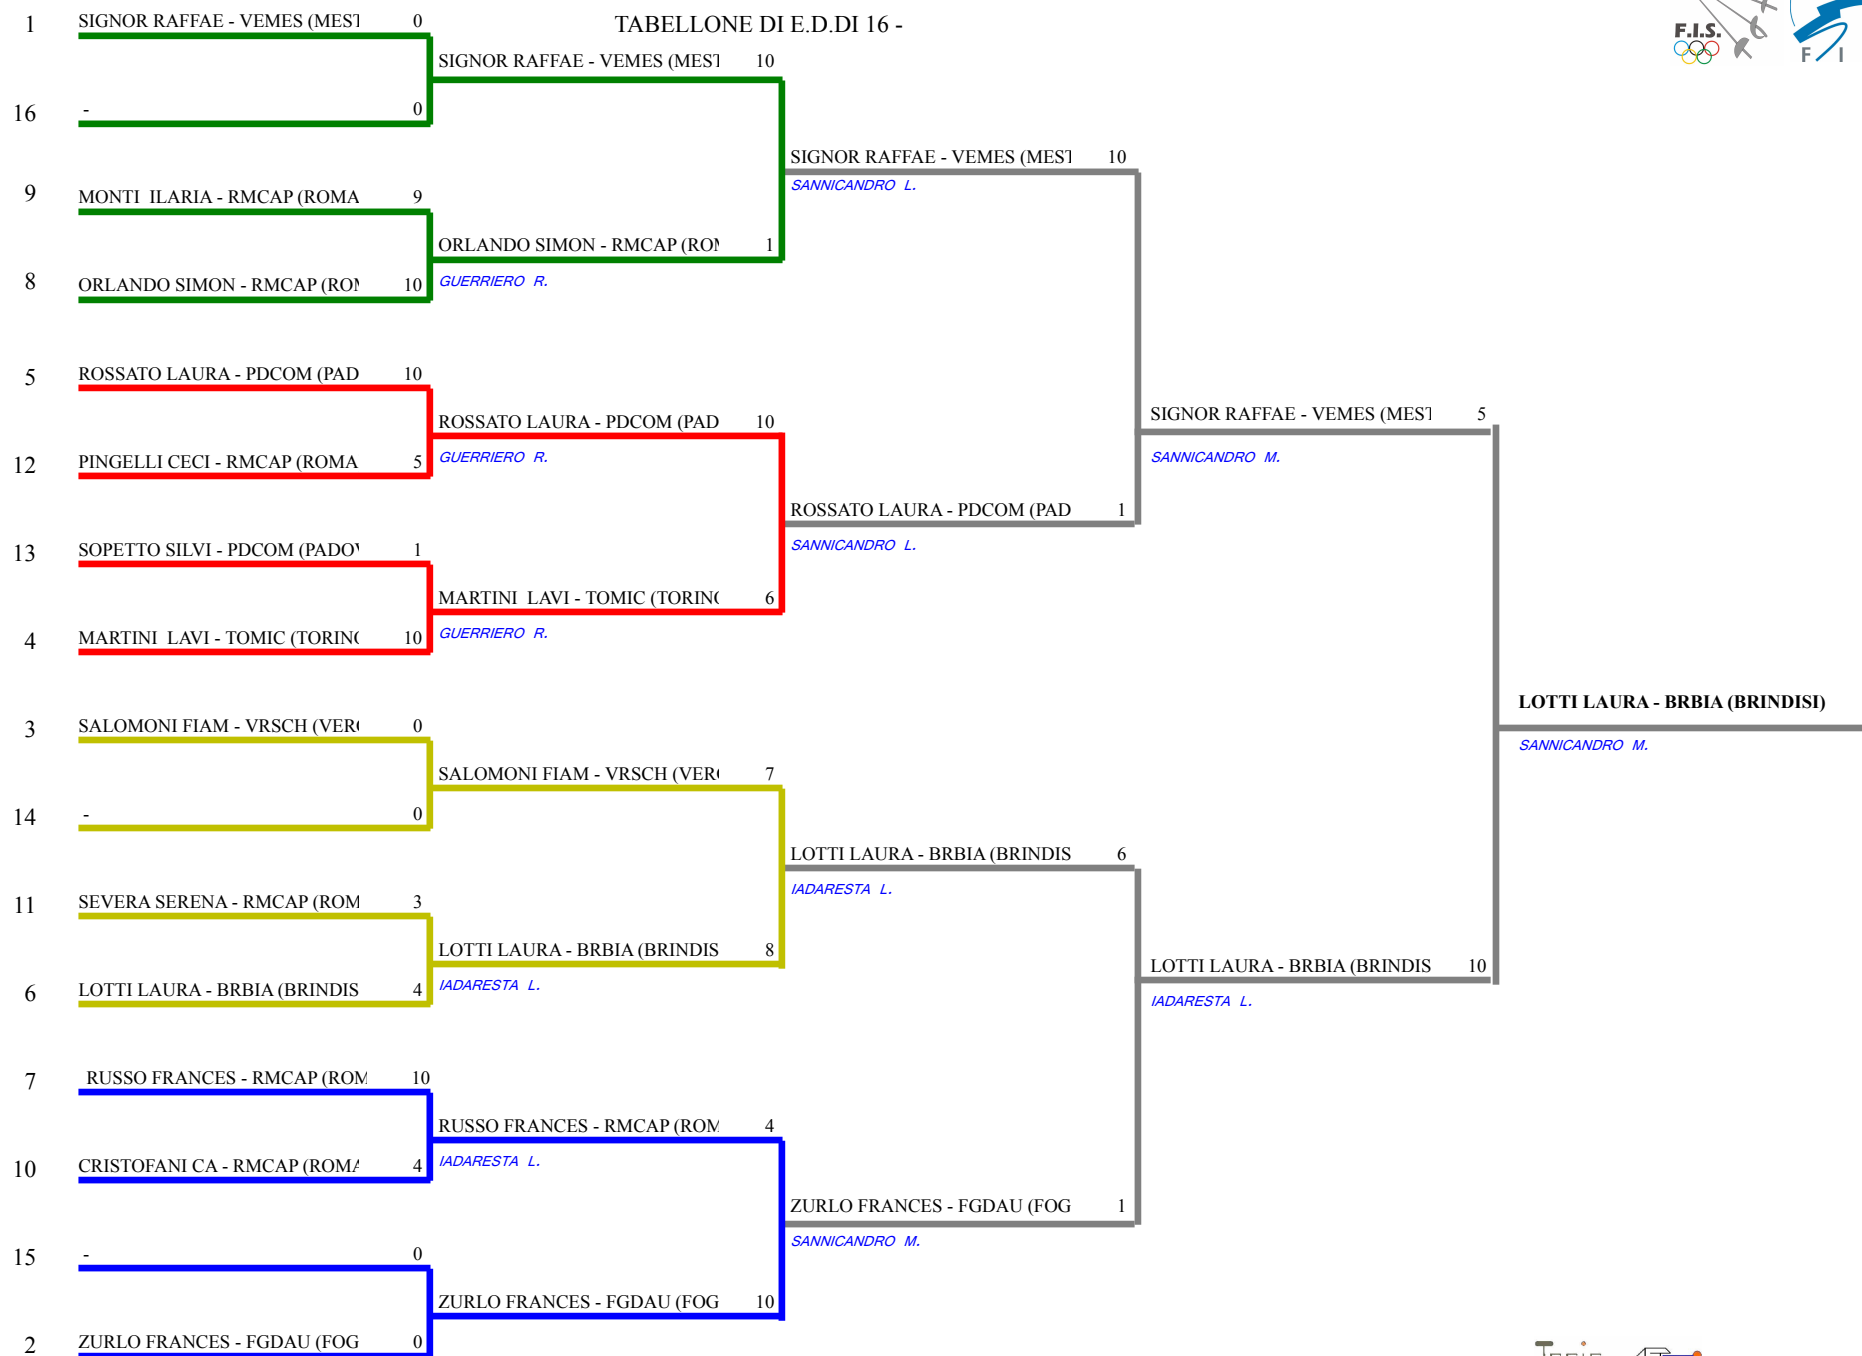 TABELLONE DI E.D.DI 16 -
F.I.S.
F I
1 SIGNOR RAFFAE - VEMES (MEST 0
SIGNOR RAFFAE - VEMES (MEST 10
16 - 0
SIGNOR RAFFAE - VEMES (MEST 10
SANNICANDRO L.
9 MONTI ILARIA - RMCAP (ROMA 9
ORLANDO SIMON - RMCAP (ROM 1
GUERRIERO R.
8 ORLANDO SIMON - RMCAP (ROM 10
5 ROSSATO LAURA - PDCOM (PAD 10
SIGNOR RAFFAE - VEMES (MEST 5
SANNICANDRO M.
ROSSATO LAURA - PDCOM (PAD 10
GUERRIERO R.
12 PINGELLI CECI - RMCAP (ROMA 5
ROSSATO LAURA - PDCOM (PAD 1
SANNICANDRO L.
13 SOPETTO SILVI - PDCOM (PADOV 1
MARTINI LAVI - TOMIC (TORINO 6
GUERRIERO R.
4 MARTINI LAVI - TOMIC (TORINO 10
LOTTI LAURA - BRBIA (BRINDISI)
SANNICANDRO M.
3 SALOMONI FIAM - VRSCH (VERO 0
SALOMONI FIAM - VRSCH (VERO 7
14 - 0
LOTTI LAURA - BRBIA (BRINDIS 6
IADARESTA L.
11 SEVERA SERENA - RMCAP (ROM 3
LOTTI LAURA - BRBIA (BRINDIS 8
IADARESTA L.
LOTTI LAURA - BRBIA (BRINDIS 10
IADARESTA L.
6 LOTTI LAURA - BRBIA (BRINDIS 4
7 RUSSO FRANCES - RMCAP (ROM 10
RUSSO FRANCES - RMCAP (ROM 4
IADARESTA L.
10 CRISTOFANI CA - RMCAP (ROMA 4
ZURLO FRANCES - FGDAU (FOG 1
SANNICANDRO M.
15 - 0
ZURLO FRANCES - FGDAU (FOG 10
2 ZURLO FRANCES - FGDAU (FOG 0